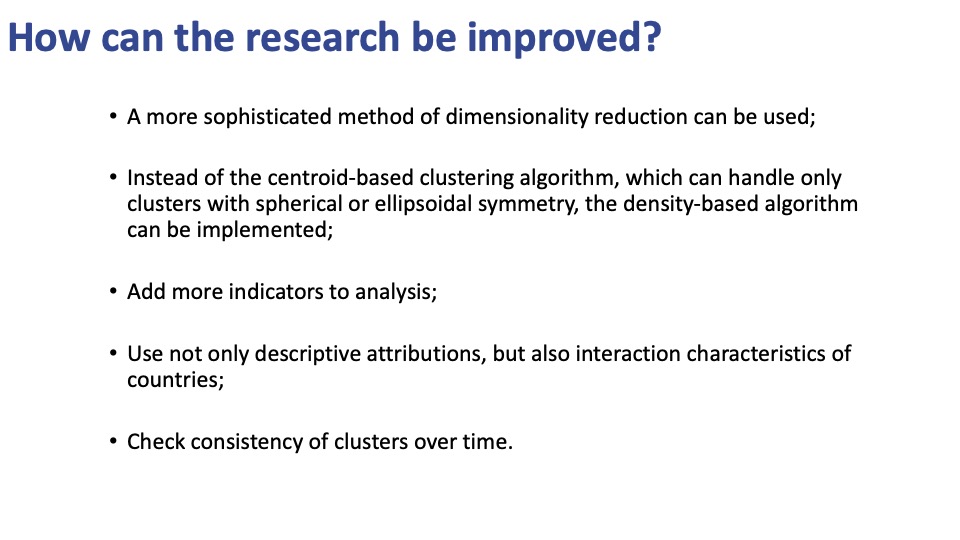 How can the research be improved?
• A more sophisticated method of dimensionality reduction can be used;
• Instead of the centroid-based clustering algorithm, which can handle only
clusters with spherical or ellipsoidal symmetry, the density-based algorithm
can be implemented;
• Add more indicators to analysis;
• Use not only descriptive attributions, but also interaction characteristics of
countries;
• Check consistency of clusters over time.